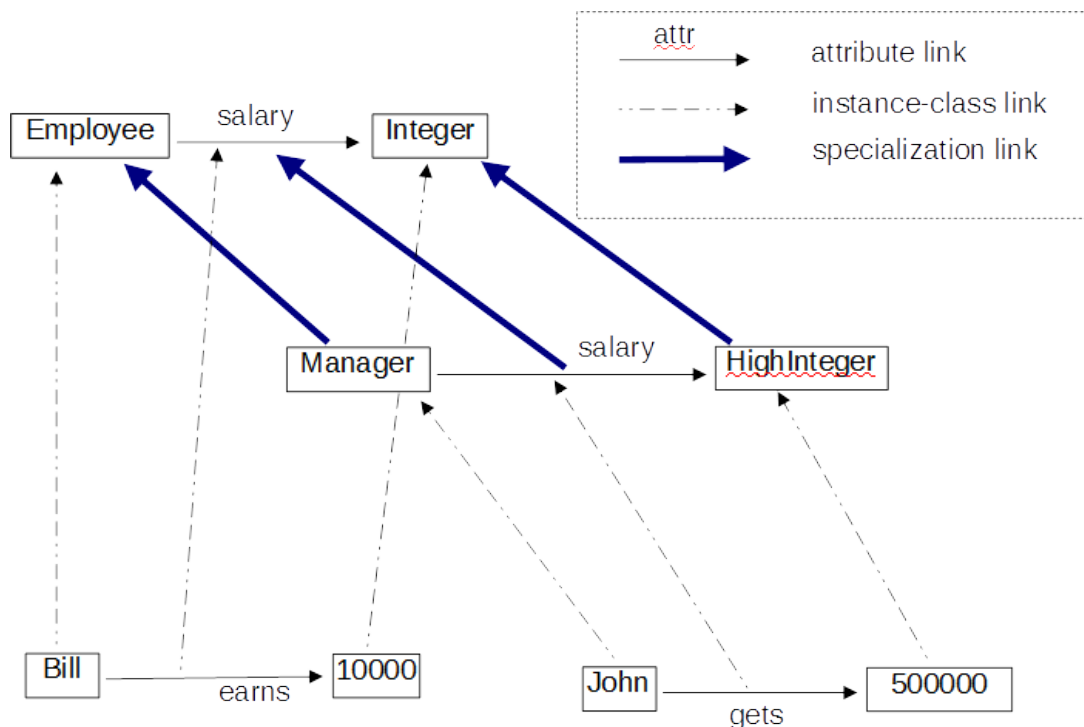 attr
attribute link
instance-class link
specialization link
Employee
salary
Integer
Manager
salary
HighInteger
Bill
earns
10000
John
gets
500000